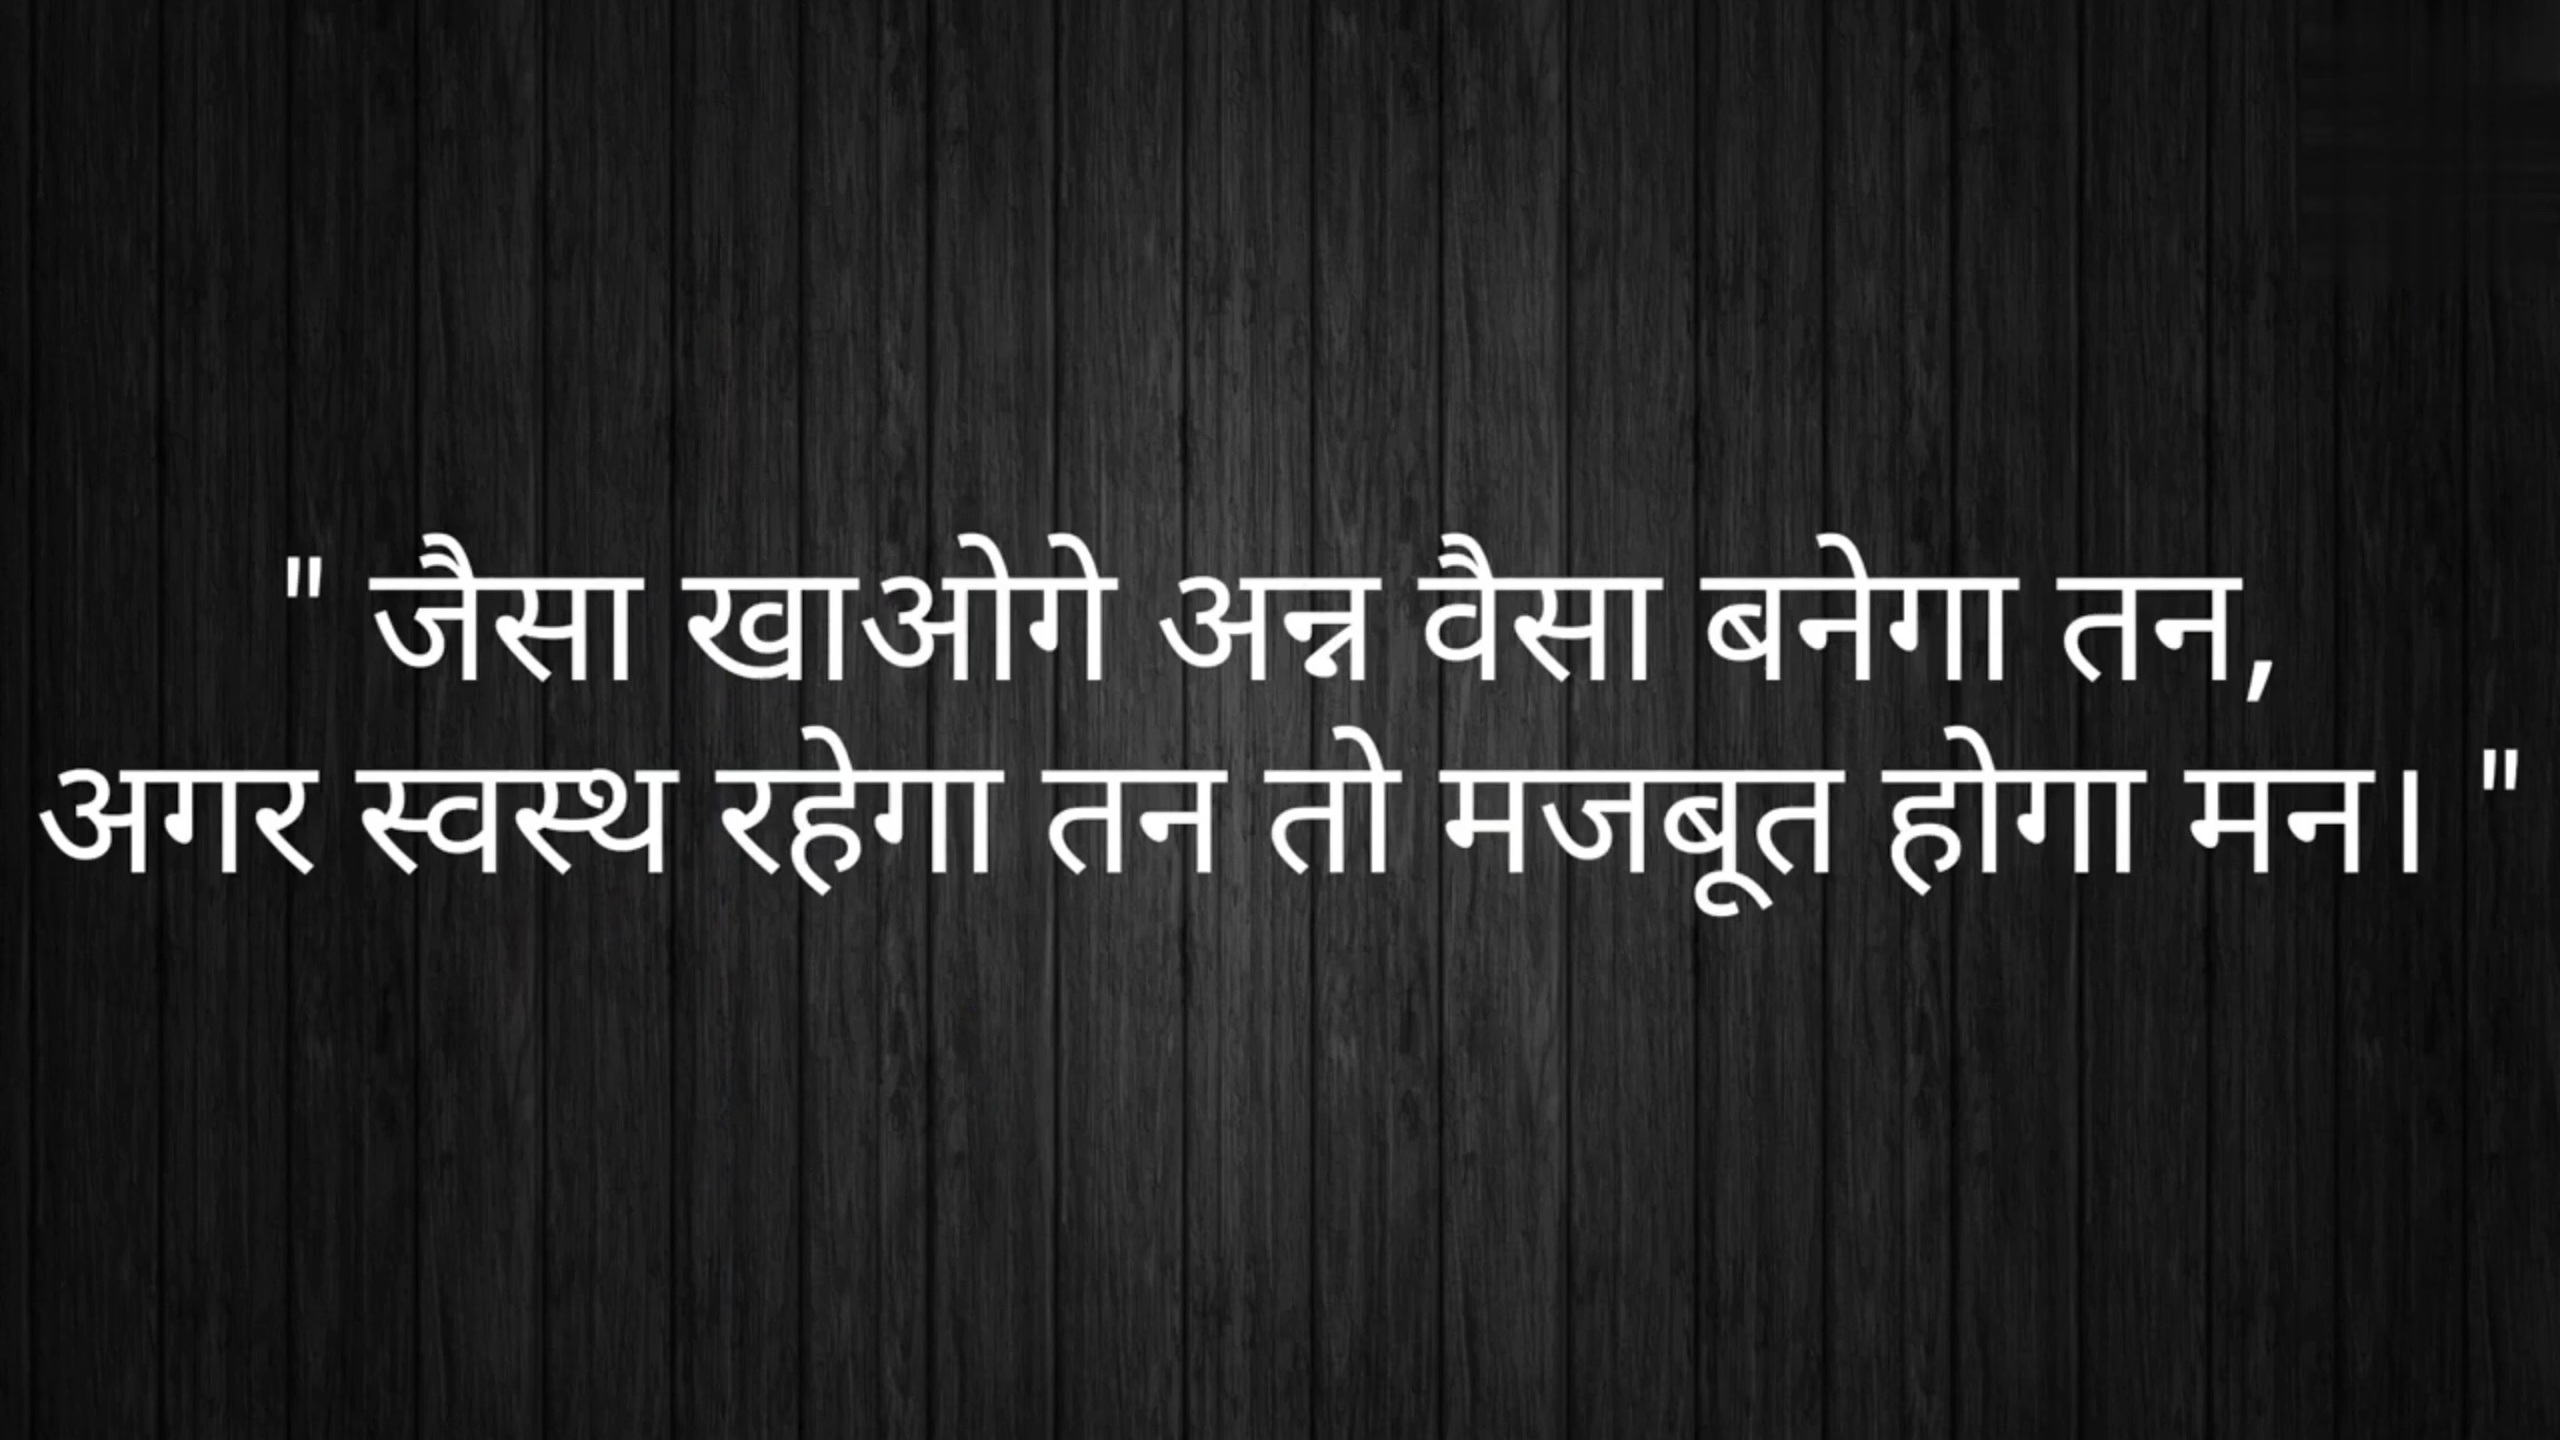 " जैसा खाओगे अन्न वैसा बनेगा तन,
अगर स्वस्थ रहेगा तन तो मजबूत होगा मन। "